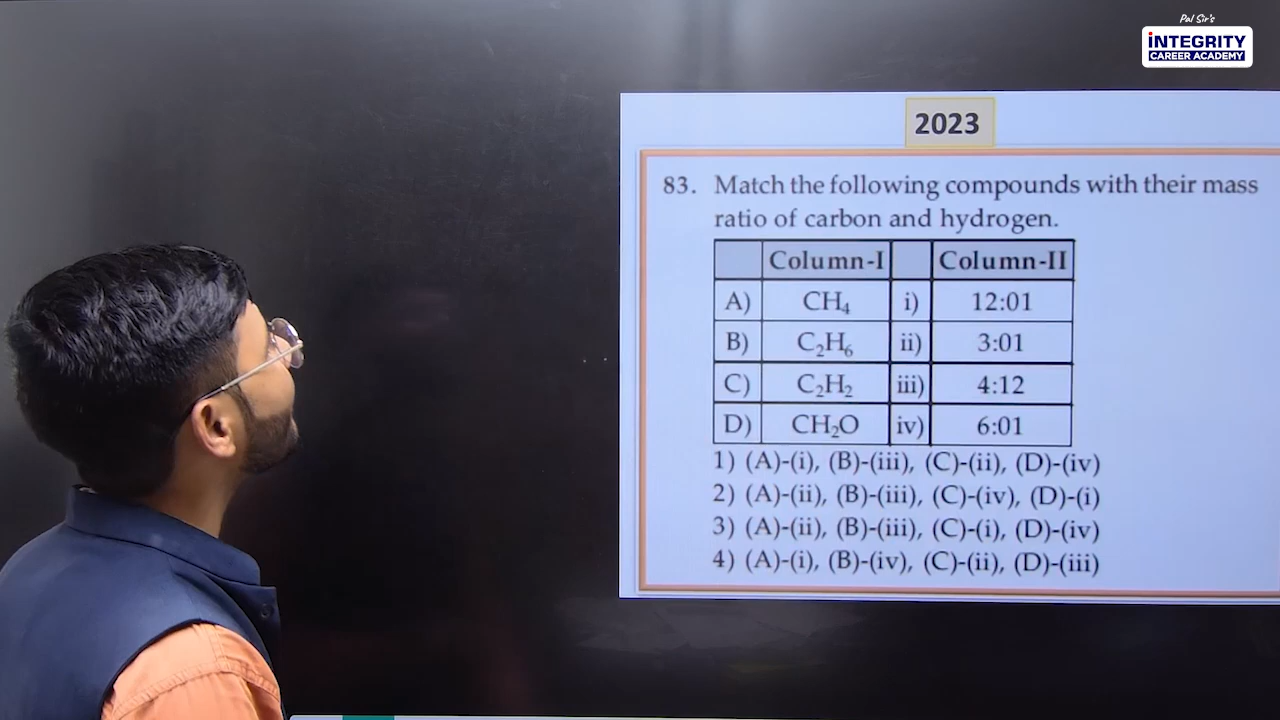 Pal Sir's
iNTEGRITY
CAREER ACADEMY
2023
83. Match the following compounds with their mass
ratio of carbon and hydrogen.
Column-I Column-II
A) CH₄ i) 12:01
B) C₂H₆ ii) 3:01
C) C₂H₂ iii) 4:12
D) CH₂O iv) 6:01
1) (A)-(i), (B)-(iii), (C)-(ii), (D)-(iv)
2) (A)-(ii), (B)-(iii), (C)-(iv), (D)-(i)
3) (A)-(ii), (B)-(iii), (C)-(i), (D)-(iv)
4) (A)-(i), (B)-(iv), (C)-(ii), (D)-(iii)